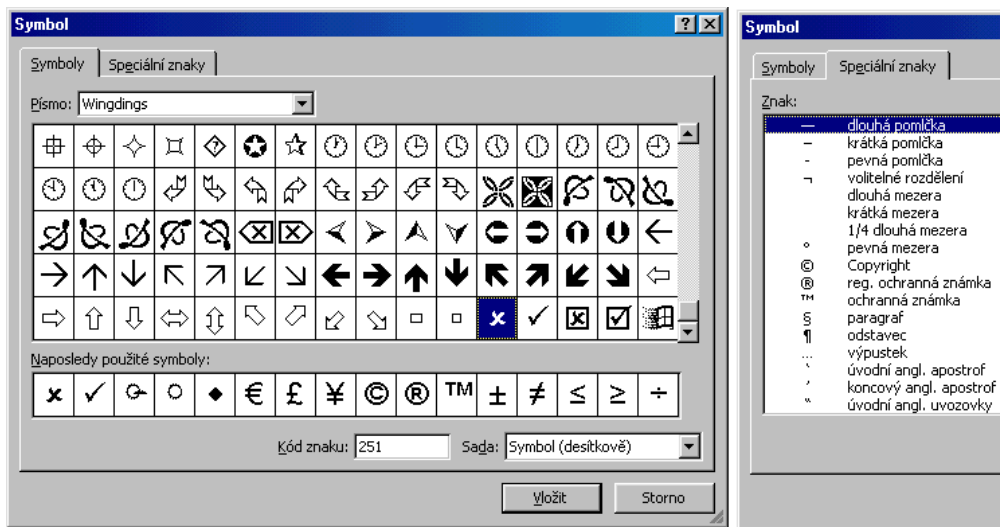 Symbol
Symboly
Speciální znaky
Písmo: Wingdings
Naposledy použité symboly:
€ £ ¥ © ® ™ ± ≠ ≤ ≥ ÷
Kód znaku: 251
Sada: Symbol (desítkově)
Vložit
Storno
Symbol
Symboly
Speciální znaky
Znak:
— dlouhá pomlčka
– krátká pomlčka
- pevná pomlčka
¬ volitelné rozdělení
dlouhá mezera
krátká mezera
1/4 dlouhá mezera
° pevná mezera
© Copyright
® reg. ochranná známka
™ ochranná známka
§ paragraf
¶ odstavec
… výpustek
‘ úvodní angl. apostrof
’ koncový angl. apostrof
“ úvodní angl. uvozovky